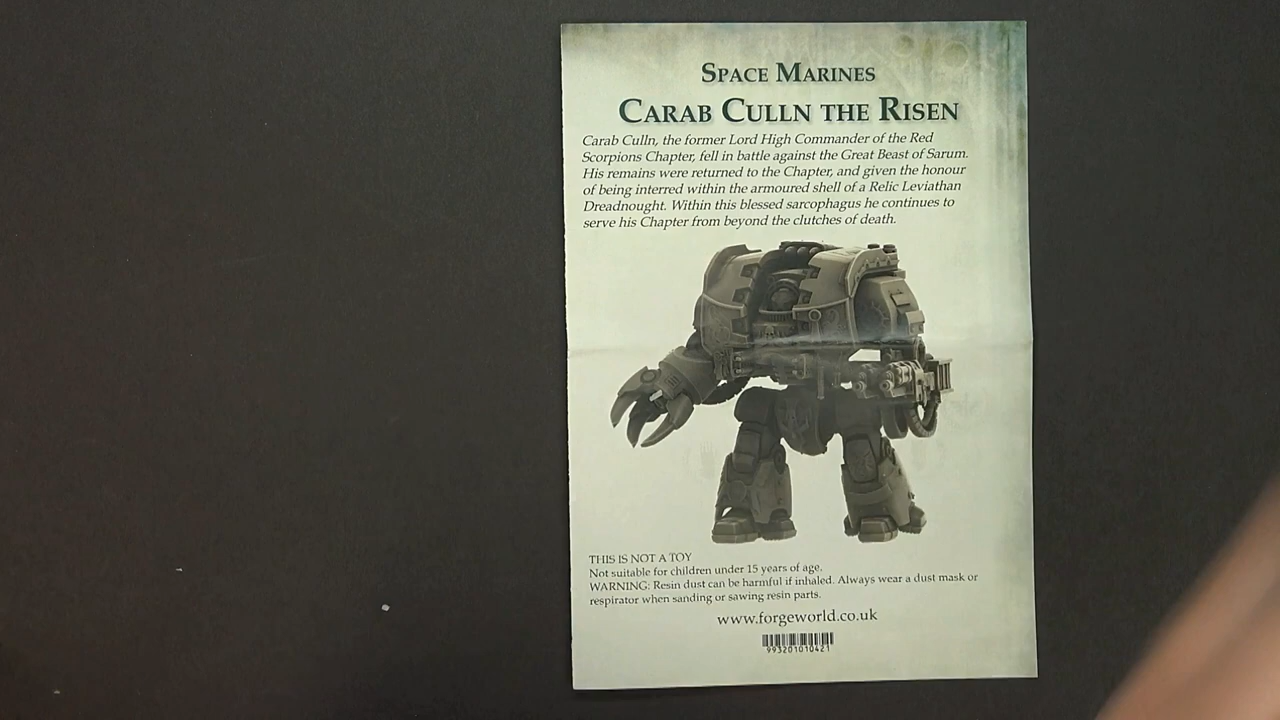 SPACE MARINES
CARAB CULLN THE RISEN
Carab Culln, the former Lord High Commander of the Red
Scorpions Chapter, fell in battle against the Great Beast of Sarum.
His remains were returned to the Chapter, and given the honour
of being interred within the armoured shell of a Relic Leviathan
Dreadnought. Within this blessed sarcophagus he continues to
serve his Chapter from beyond the clutches of death.
THIS IS NOT A TOY
Not suitable for children under 15 years of age.
WARNING: Resin dust can be harmful if inhaled. Always wear a dust mask or
respirator when sanding or sawing resin parts.
www.forgeworld.co.uk
993201010421